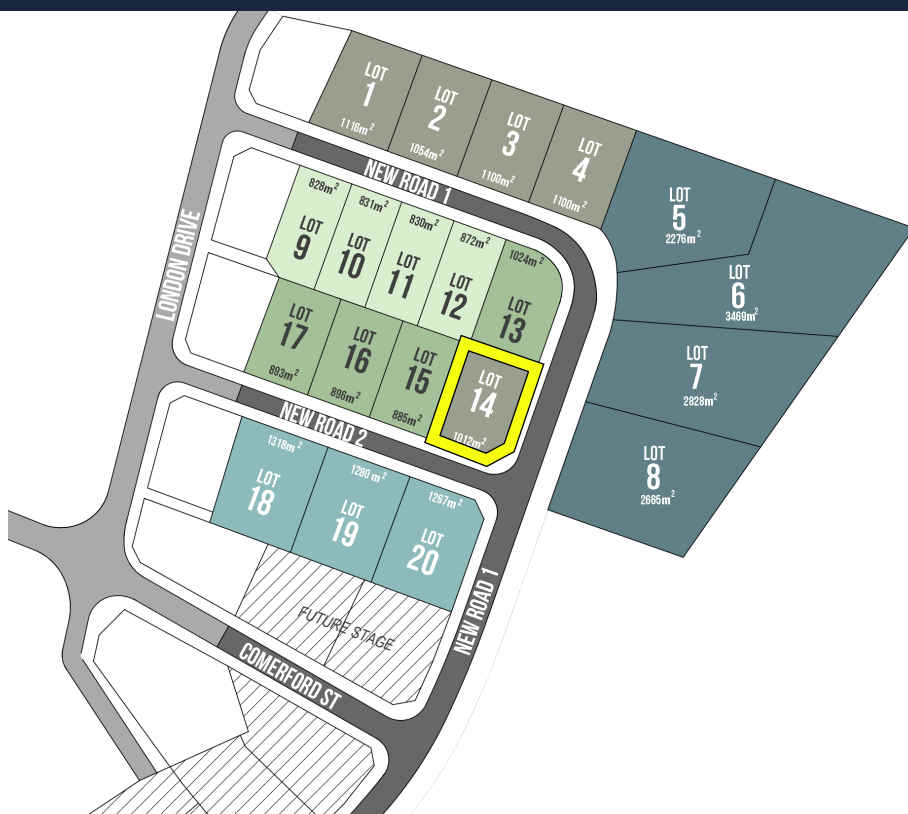 LOT
1
1116m²
LOT
2
1054m²
LOT
3
1100m²
LOT
4
1100m²
LOT
5
2276m²
LOT
6
3469m²
LOT
7
2828m²
LOT
8
2665m²
NEW ROAD 1
LONDON DRIVE
828m²
LOT
9
831m²
LOT
10
830m²
LOT
11
872m²
LOT
12
1024m²
LOT
13
LOT
17
893m²
LOT
16
896m²
LOT
15
885m²
LOT
14
1012m²
NEW ROAD 2
1318m²
LOT
18
1280 m²
LOT
19
1267m²
LOT
20
FUTURE STAGE
NEW ROAD 1
COMERFORD ST